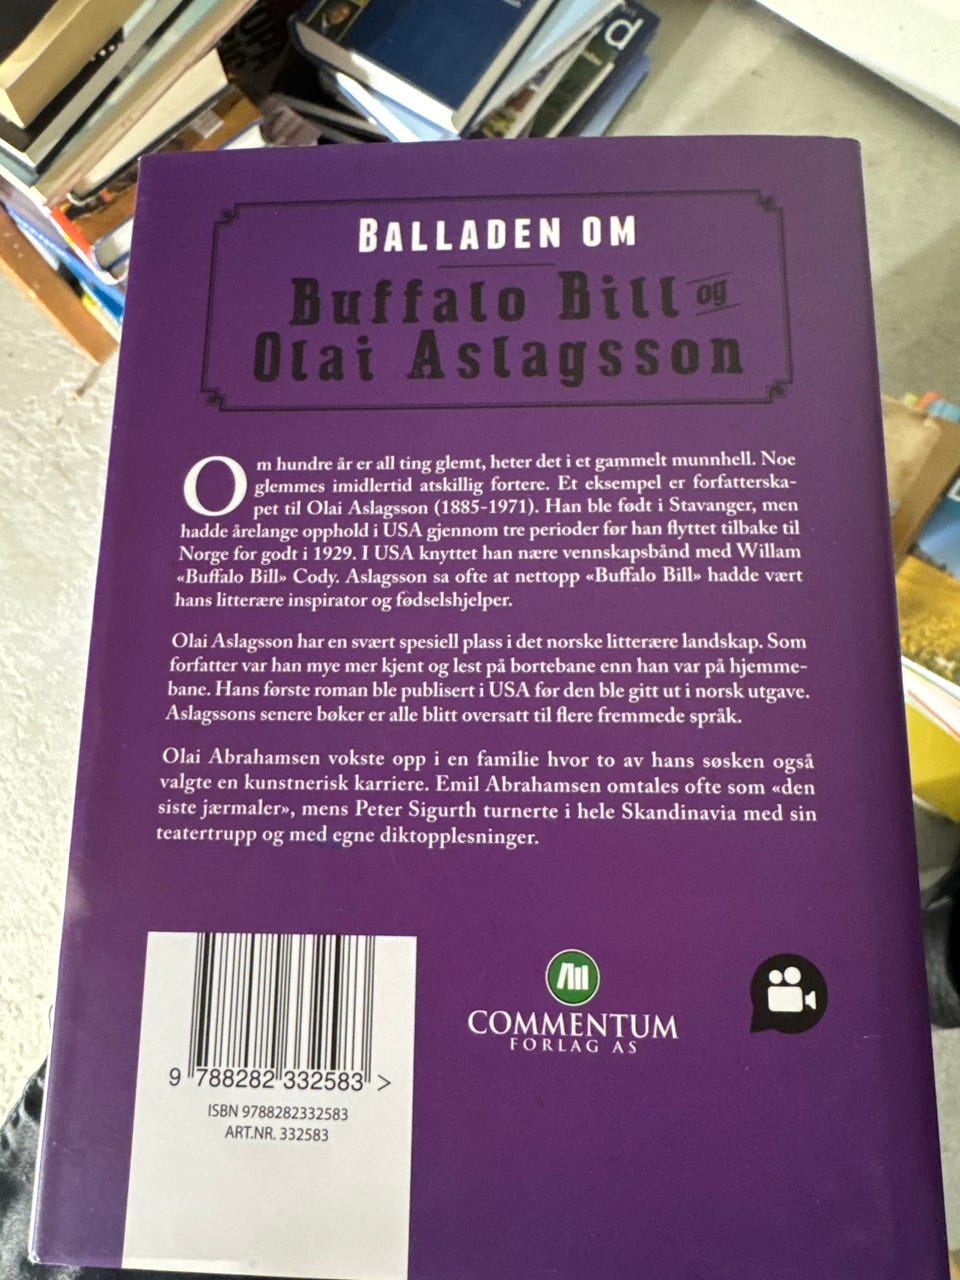 d
BALLADEN OM
Buffalo Bill og
Olai Aslagsson
Om hundre år er all ting glemt, heter det i et gammelt munnhell. Noe
glemmes imidlertid atskillig fortere. Et eksempel er forfatterska-
pet til Olai Aslagsson (1885-1971). Han ble født i Stavanger, men
hadde årelange opphold i USA gjennom tre perioder før han flyttet tilbake til
Norge for godt i 1929. I USA knyttet han nære vennskapsbånd med Willam
«Buffalo Bill» Cody. Aslagsson sa ofte at nettopp «Buffalo Bill» hadde vært
hans litterære inspirator og fødselshjelper.
Olai Aslagsson har en svært spesiell plass i det norske litterære landskap. Som
forfatter var han mye mer kjent og lest på bortebane enn han var på hjemme-
bane. Hans første roman ble publisert i USA før den ble gitt ut i norsk utgave.
Aslagssons senere bøker er alle blitt oversatt til flere fremmede språk.
Olai Abrahamsen vokste opp i en familie hvor to av hans søsken også
valgte en kunstnerisk karriere. Emil Abrahamsen omtales ofte som «den
siste jærmaler», mens Peter Sigurth turnerte i hele Skandinavia med sin
teatertrupp og med egne diktopplesninger.
9 788282 332583 >
ISBN 9788282332583
ART.NR. 332583
COMMENTUM
FORLAG AS